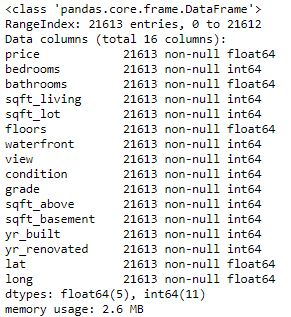 <class 'pandas.core.frame.DataFrame'>
RangeIndex: 21613 entries, 0 to 21612
Data columns (total 16 columns):
price            21613 non-null float64
bedrooms         21613 non-null int64
bathrooms        21613 non-null float64
sqft_living      21613 non-null int64
sqft_lot         21613 non-null int64
floors           21613 non-null float64
waterfront       21613 non-null int64
view             21613 non-null int64
condition        21613 non-null int64
grade            21613 non-null int64
sqft_above       21613 non-null int64
sqft_basement    21613 non-null int64
yr_built         21613 non-null int64
yr_renovated     21613 non-null int64
lat              21613 non-null float64
long             21613 non-null float64
dtypes: float64(5), int64(11)
memory usage: 2.6 MB